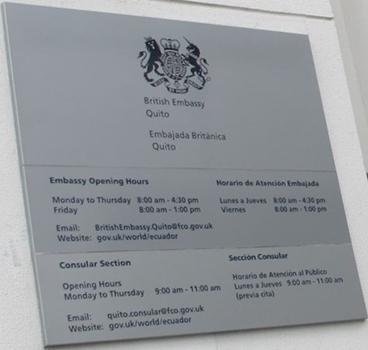 British Embassy
Quito
Embajada Británica
Quito
Embassy Opening Hours
Monday to Thursday 8:00 am - 4:30 pm
Friday 8:00 am - 1:00 pm
Email: BritishEmbassy.Quito@fco.gov.uk
Website: gov.uk/world/ecuador
Horario de Atención Embajada
Lunes a Jueves 8:00 am - 4:30 pm
Viernes 8:00 am - 1:00 pm
Consular Section
Opening Hours
Monday to Thursday 9:00 am - 11:00 am
Email: quito.consular@fco.gov.uk
Website: gov.uk/world/ecuador
Sección Consular
Horario de Atención al Público
Lunes a Jueves 9:00 am - 11:00 am
(previa cita)